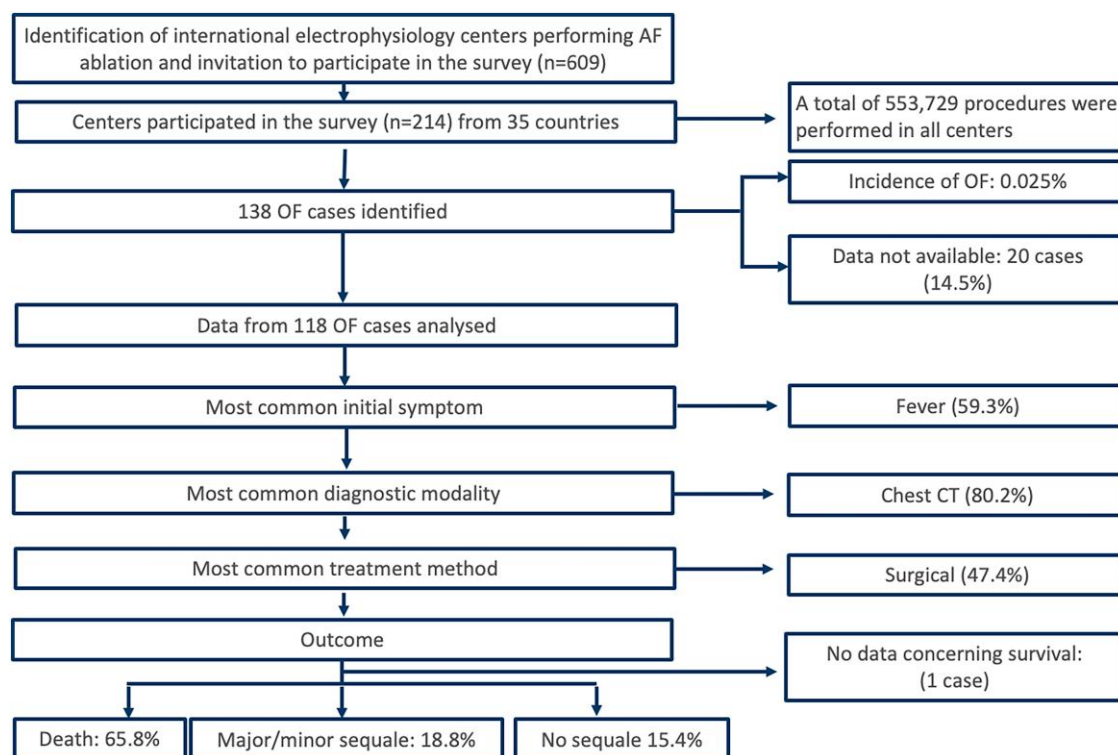 Identification of international electrophysiology centers performing AF
ablation and invitation to participate in the survey (n=609)
Centers participated in the survey (n=214) from 35 countries
A total of 553,729 procedures were
performed in all centers
138 OF cases identified
Incidence of OF: 0.025%
Data not available: 20 cases
(14.5%)
Data from 118 OF cases analysed
Most common initial symptom
Fever (59.3%)
Most common diagnostic modality
Chest CT (80.2%)
Most common treatment method
Surgical (47.4%)
Outcome
No data concerning survival:
(1 case)
Death: 65.8%
Major/minor sequale: 18.8%
No sequale 15.4%